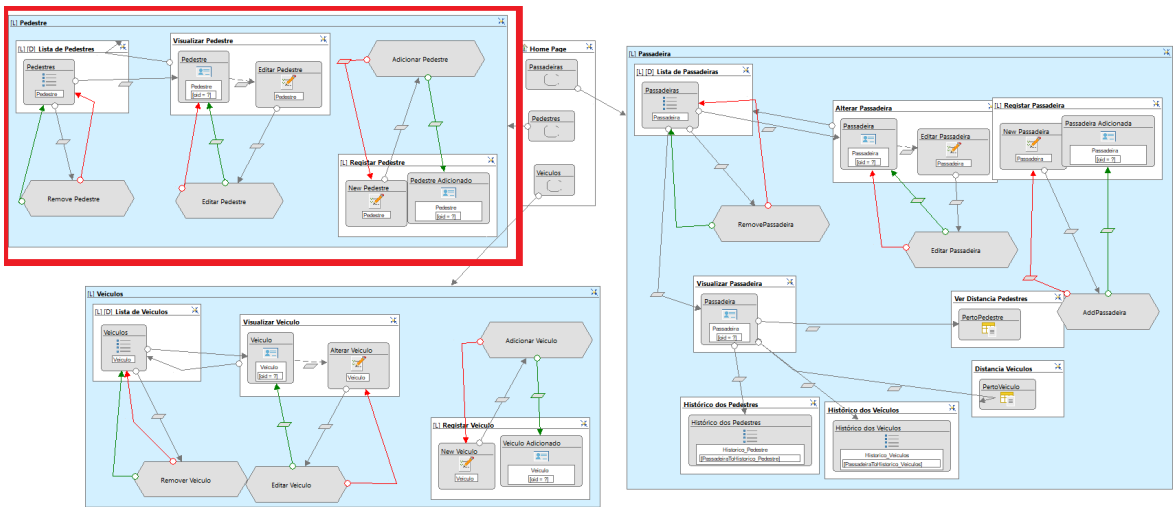 [L] Pedestre
[L] [D] Lista de Pedestres
Pedestres
Pedestre
Remove Pedestre
Visualizar Pedestre
Pedestre
Pedestre
[oid = ?]
Editar Pedestre
Pedestre
Editar Pedestre
Adicionar Pedestre
[L] Registar Pedestre
New Pedestre
Pedestre
Pedestre Adicionado
Pedestre
[oid = ?]
Home Page
Passadeiras
Pedestres
Veiculos
[L] Passadeira
[L] [D] Lista de Passadeiras
Passadeiras
Passadeira
RemovePassadeira
Alterar Passadeira
Passadeira
Passadeira
[oid = ?]
Editar Passadeira
Passadeira
Editar Passadeira
[L] Registar Passadeira
New Passadeira
Passadeira
Passadeira Adicionada
Passadeira
[oid = ?]
AddPassadeira
Visualizar Passadeira
Passadeira
Passadeira
[oid = ?]
Ver Distancia Pedestres
PertoPedestre
Distancia Veiculos
PertoVeiculo
Histórico dos Pedestres
Histórico dos Pedestres
Historico_Pedestre
[PassadeiraToHistorico_Pedestre]
Histórico dos Veículos
Histórico dos Veiculos
Historico_Veiculos
[PassadeiraToHistorico_Veiculos]
[L] Veiculos
[L] [D] Lista de Veiculos
Veiculos
Veiculo
Remover Veiculo
Visualizar Veiculo
Veiculo
Veiculo
[oid = ?]
Alterar Veiculo
Veiculo
Editar Veiculo
Adicionar Veiculo
[L] Registar Veiculo
New Veiculo
Veiculo
Veiculo Adicionado
Veiculo
[oid = ?]